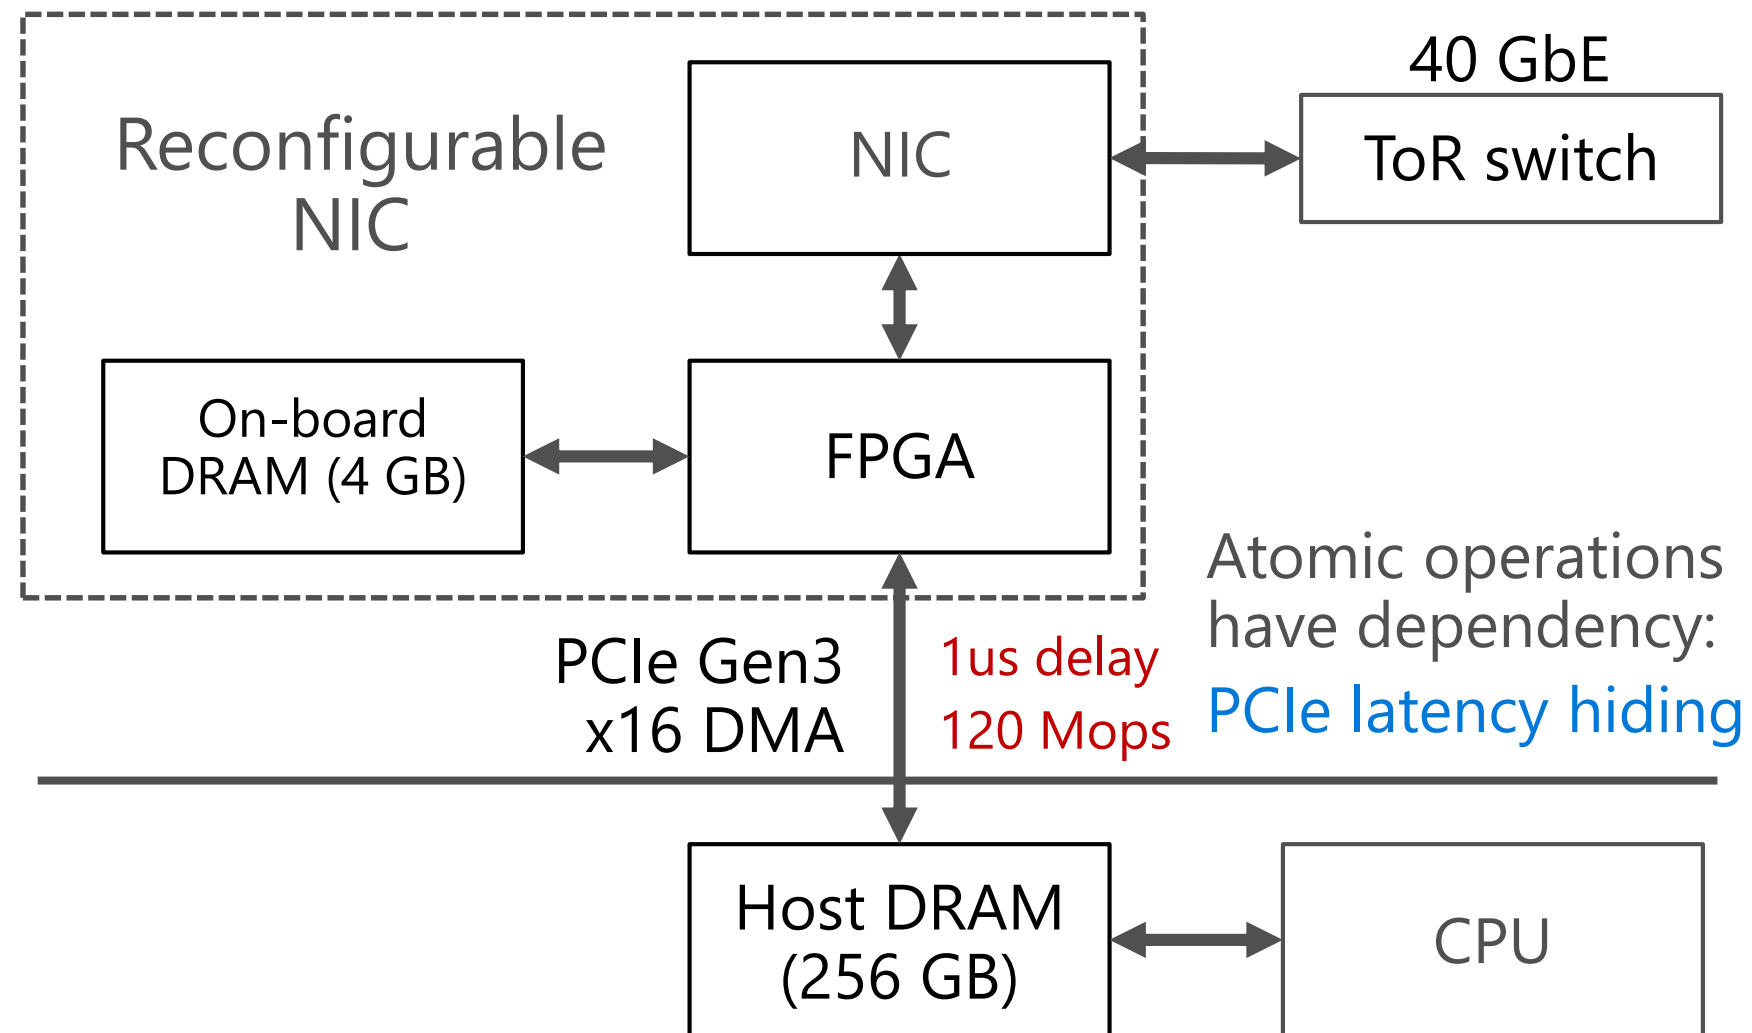 40 GbE
Reconfigurable
NIC
NIC
ToR switch
On-board
DRAM (4 GB)
FPGA
Atomic operations
have dependency:
PCIe latency hiding
PCIe Gen3
x16 DMA
1us delay
120 Mops
Host DRAM
(256 GB)
CPU